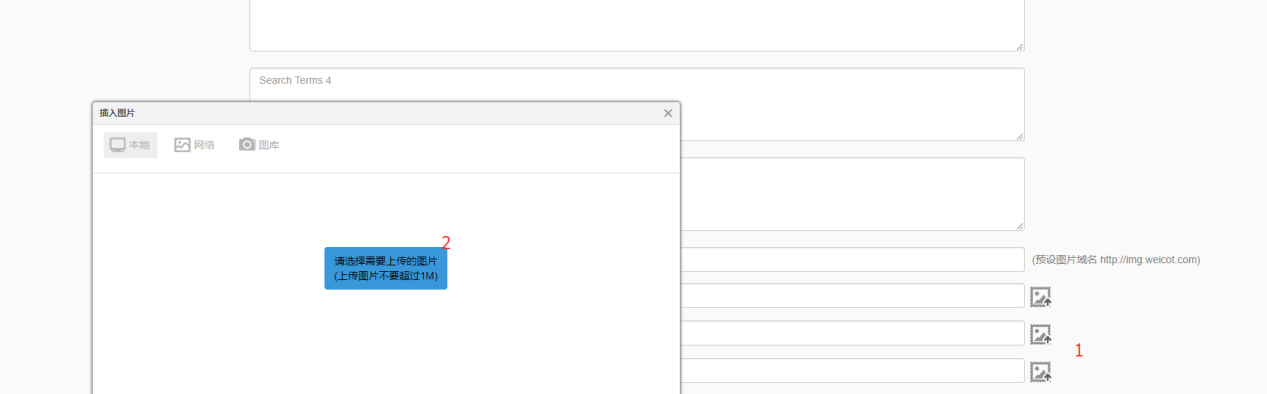 Search Terms 4
插入图片
本地
网络
图库
2
请选择需要上传的图片
(上传图片不要超过1M)
(预设图片域名 http://img.weicot.com)
1